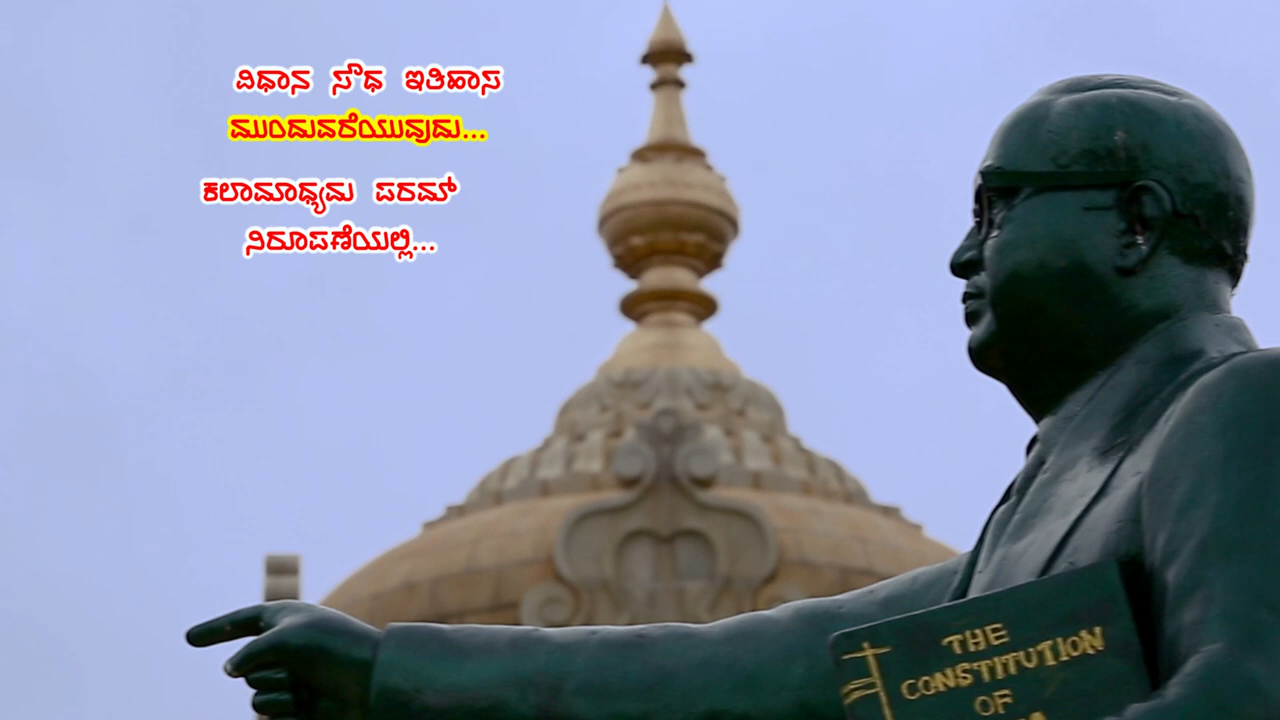 ವಿಧಾನ ಸೌಧ ಇತಿಹಾಸ
ಮುಂದುವರೆಯುವುದು...
ಕಲಾಮಾಧ್ಯಮ ಪರಮ್
ನಿರೂಪಣೆಯಲ್ಲಿ...
THE
CONSTITUTION
OF